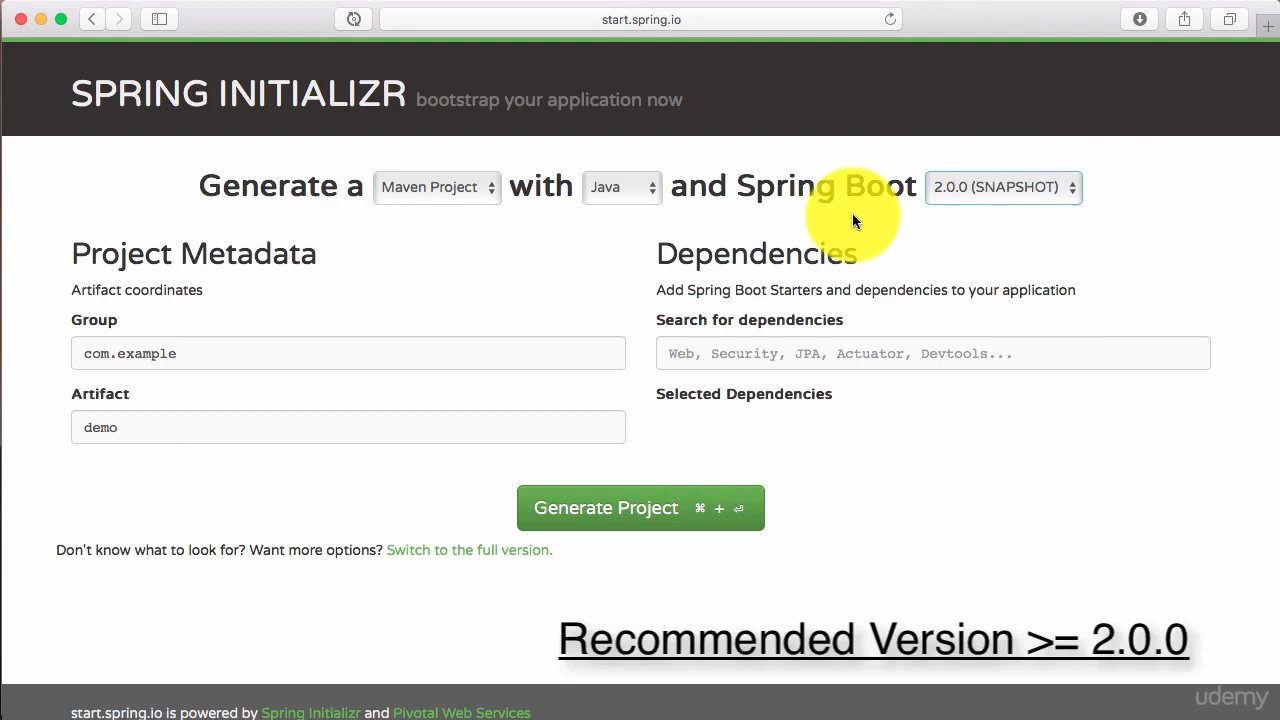 start.spring.io
SPRING INITIALIZR bootstrap your application now
Generate a Maven Project with Java and Spring Boot 2.0.0 (SNAPSHOT)
Project Metadata
Artifact coordinates
Group
com.example
Artifact
demo
Dependencies
Add Spring Boot Starters and dependencies to your application
Search for dependencies
Web, Security, JPA, Actuator, Devtools...
Selected Dependencies
Generate Project ⌘ + ⏎
Don't know what to look for? Want more options? Switch to the full version.
Recommended Version >= 2.0.0
udemy
start.spring.io is powered by Spring Initializr and Pivotal Web Services